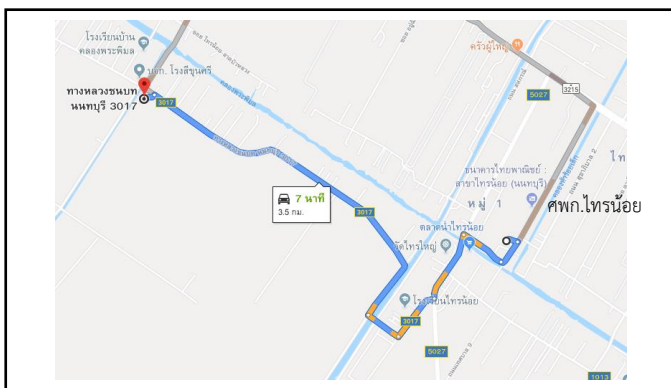 โรงเรียนบ้าน
คลองพระพิมล
บจก. โรงสีขุนศรี
ทางหลวงชนบท
นนทบุรี 3017
3017
ครัวผู้ใหญ่
3215
5027
ธนาคารไทยพาณิชย์ :
สาขาไทรน้อย (นนทบุรี)
หมู่ 1
ศพก.ไทรน้อย
7 นาที
3.5 กม.
3017
ตลาดน้ำไทรน้อย
วัดไทรใหญ่
โรงเรียนไทรน้อย
3017
5027
1013